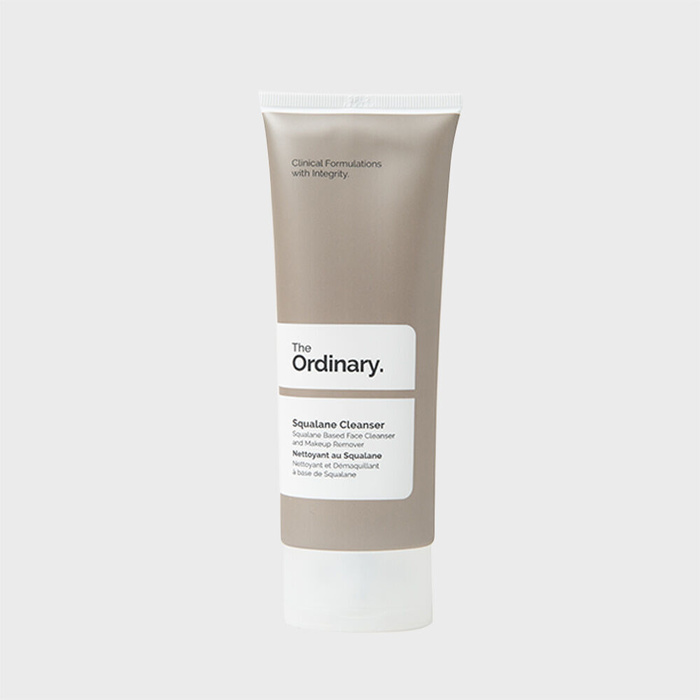 Clinical Formulations
with Integrity.
The
Ordinary.
Squalane Cleanser
Squalane Based Face Cleanser
and Makeup Remover
Nettoyant au Squalane
Nettoyant et Démaquillant
à base de Squalane